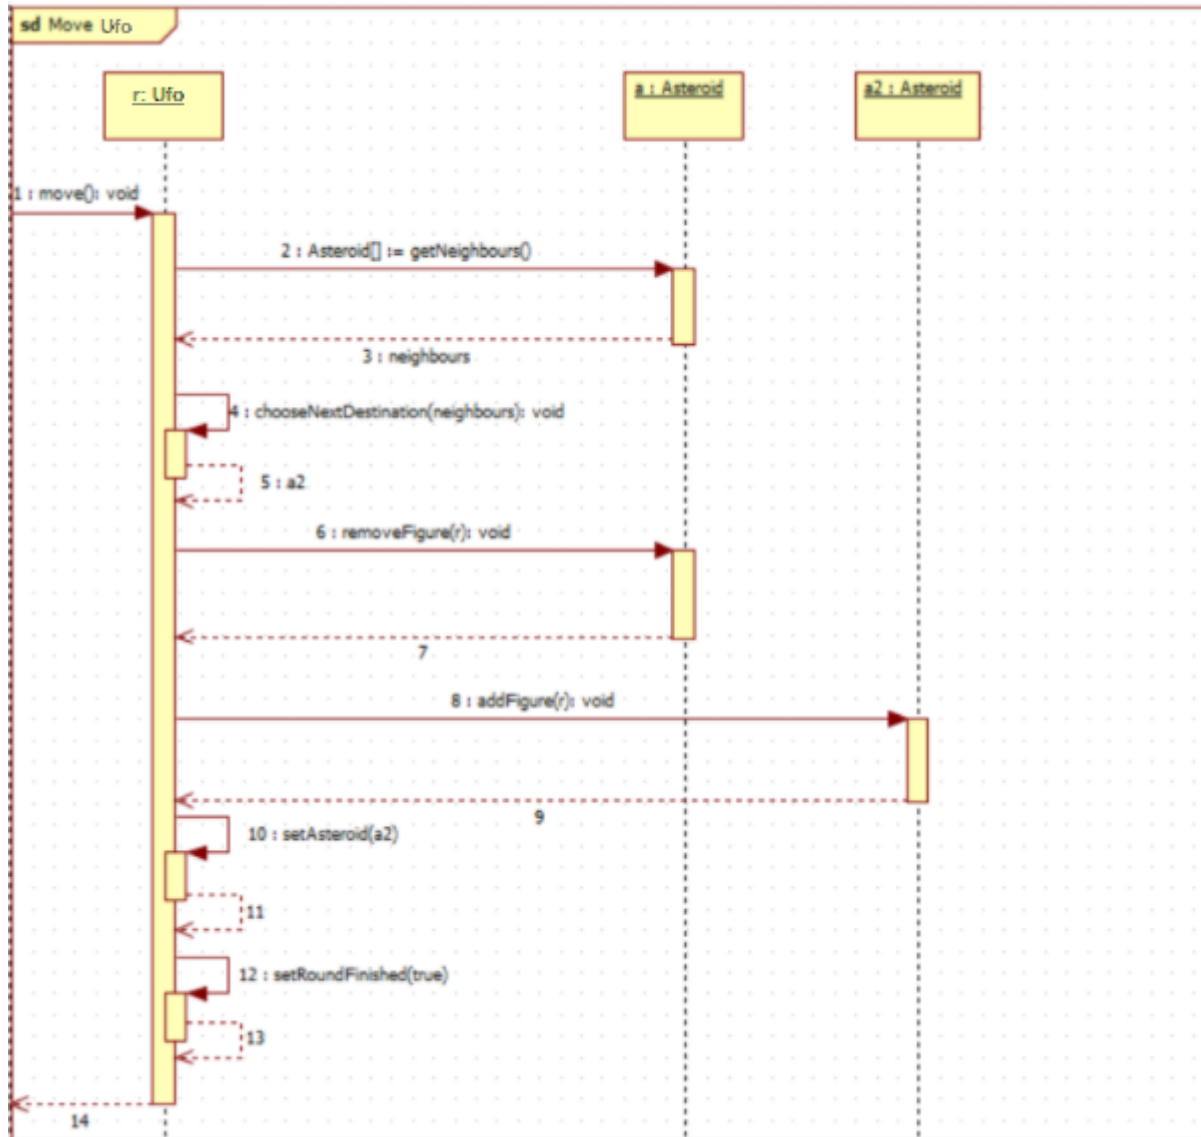 sd Move Ufo
r: Ufo
a : Asteroid
a2 : Asteroid
1 : move(): void
2 : Asteroid[] := getNeighbours()
3 : neighbours
4 : chooseNextDestination(neighbours): void
5 : a2
6 : removeFigure(r): void
7
8 : addFigure(r): void
9
10 : setAsteroid(a2)
11
12 : setRoundFinished(true)
13
14